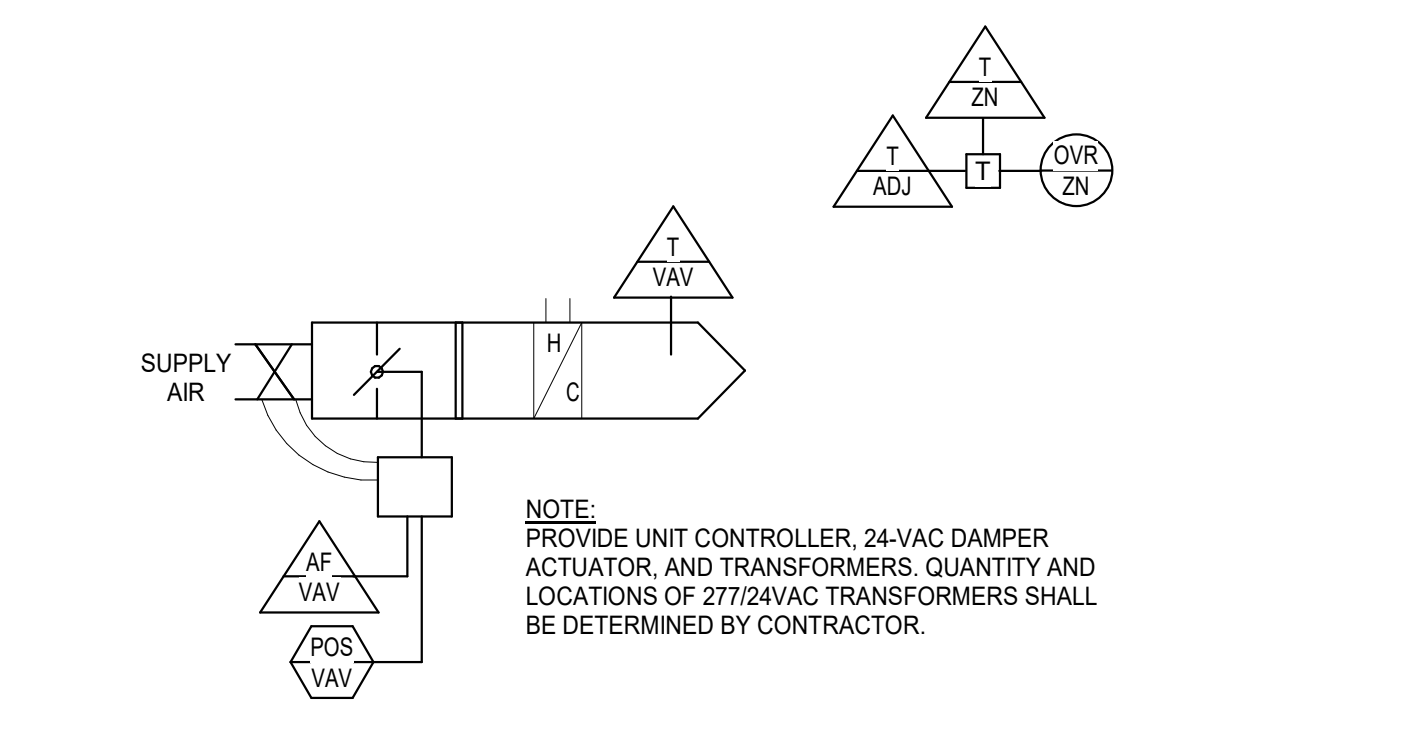 T
ZN
T
ADJ
T
OVR
ZN
T
VAV
SUPPLY
AIR
H
C
AF
VAV
POS
VAV
NOTE:
PROVIDE UNIT CONTROLLER, 24-VAC DAMPER
ACTUATOR, AND TRANSFORMERS. QUANTITY AND
LOCATIONS OF 277/24VAC TRANSFORMERS SHALL
BE DETERMINED BY CONTRACTOR.